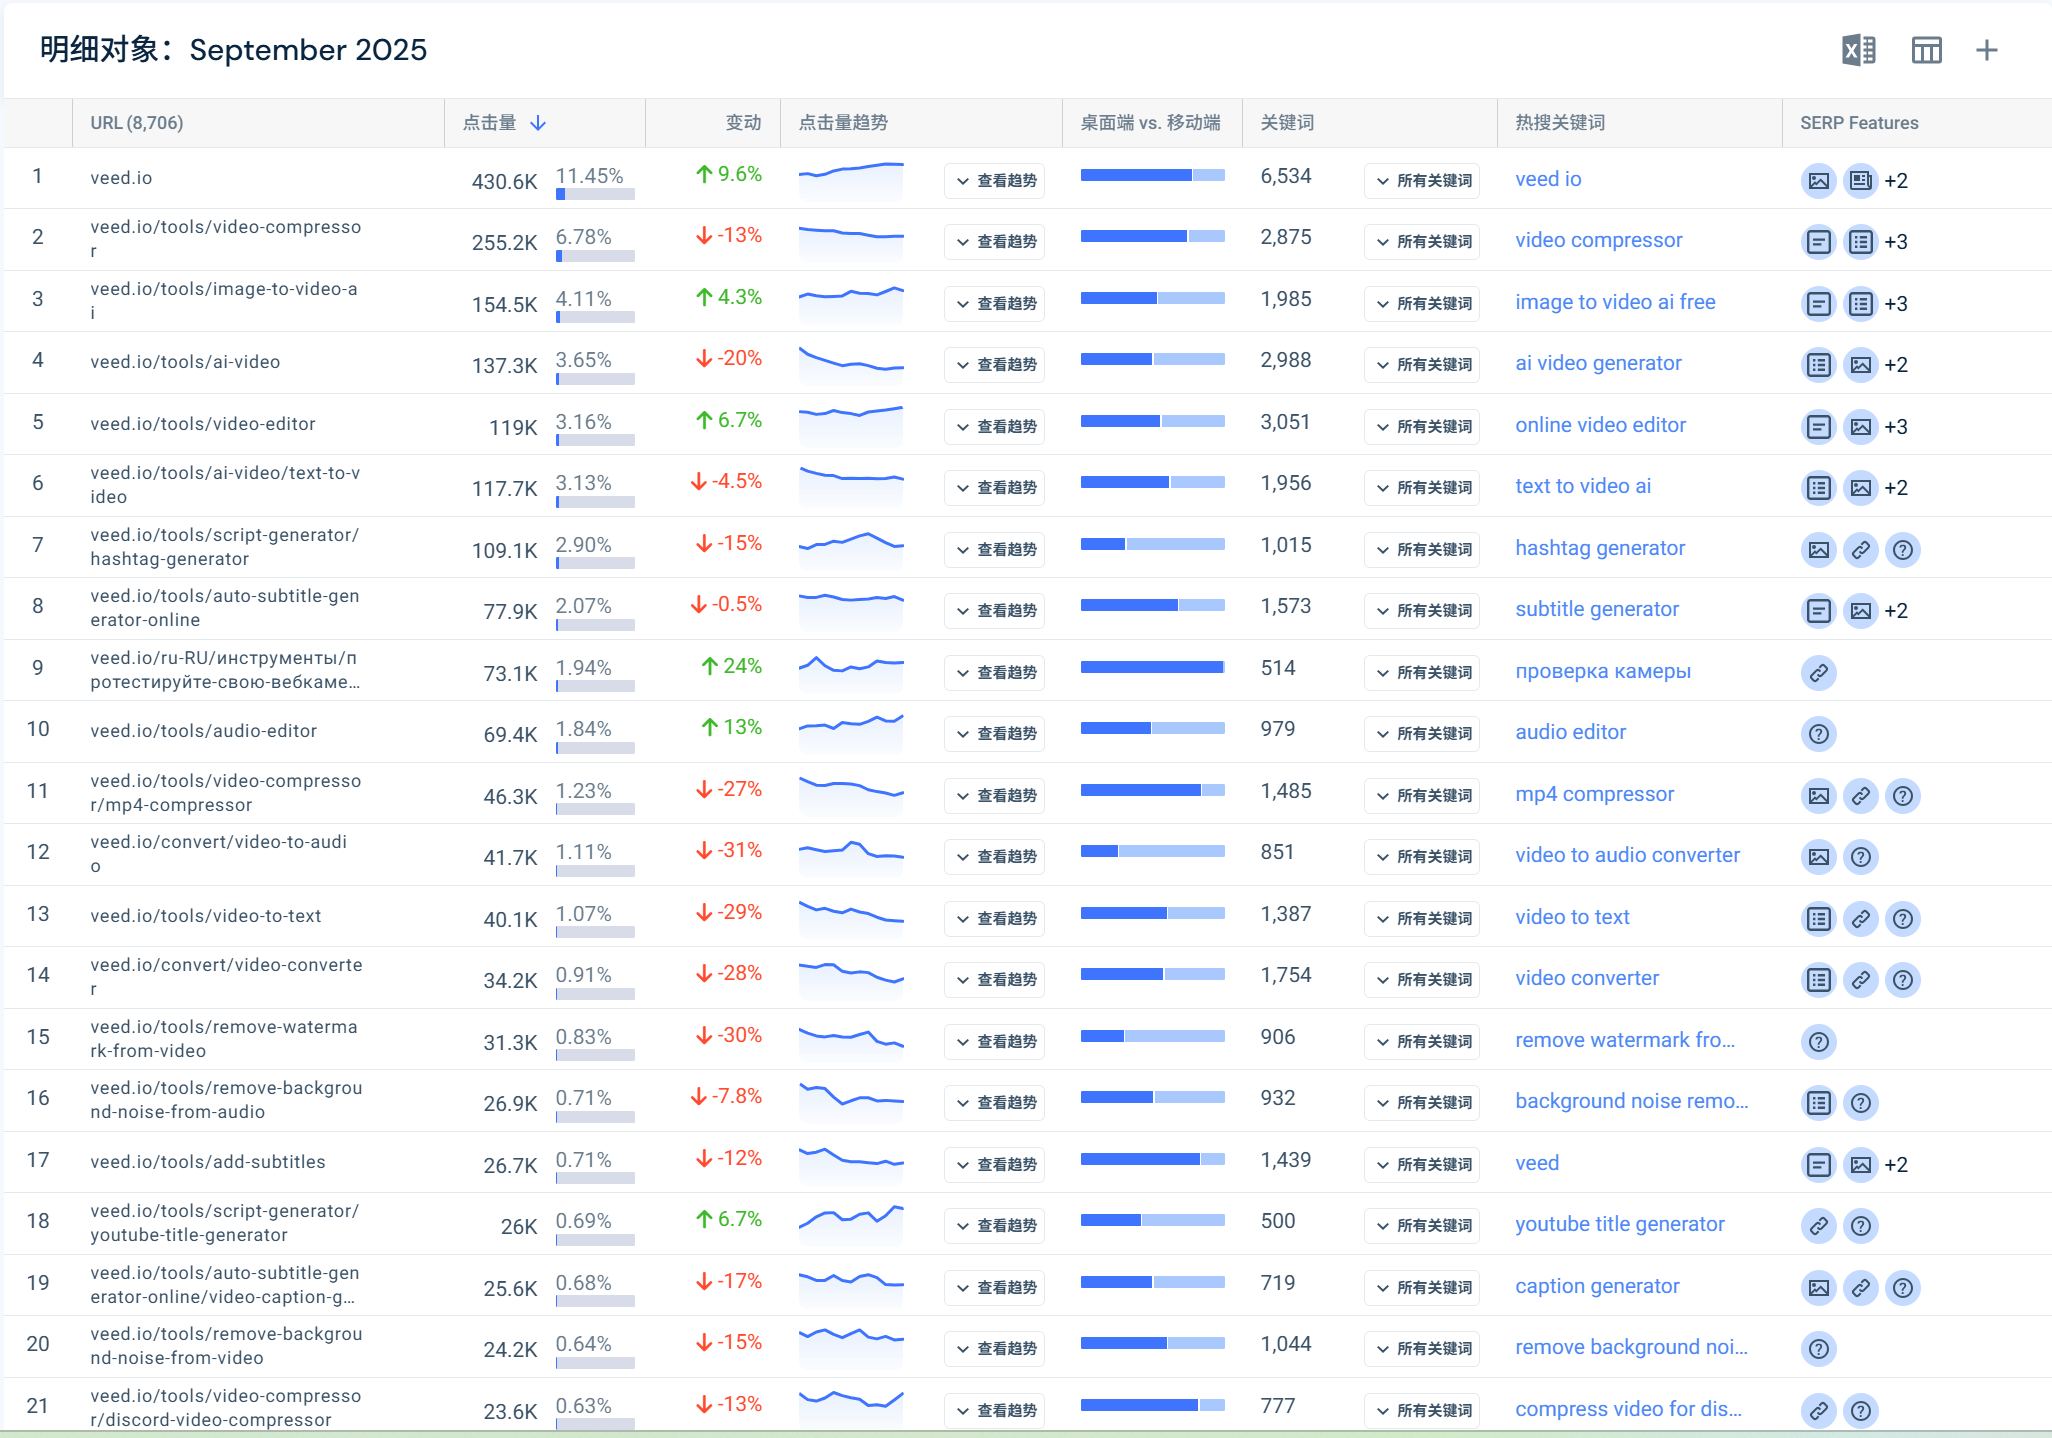 明细对象：September 2025
URL (8,706) 点击量 变动 点击量趋势 桌面端 vs. 移动端 关键词 热搜关键词 SERP Features
1 veed.io 430.6K 11.45% 9.6% 查看趋势 6,534 所有关键词 veed io +2
2 veed.io/tools/video-compresso
r 255.2K 6.78% -13% 查看趋势 2,875 所有关键词 video compressor +3
3 veed.io/tools/image-to-video-a
i 154.5K 4.11% 4.3% 查看趋势 1,985 所有关键词 image to video ai free +3
4 veed.io/tools/ai-video 137.3K 3.65% -20% 查看趋势 2,988 所有关键词 ai video generator +2
5 veed.io/tools/video-editor 119K 3.16% 6.7% 查看趋势 3,051 所有关键词 online video editor +3
6 veed.io/tools/ai-video/text-to-v
ideo 117.7K 3.13% -4.5% 查看趋势 1,956 所有关键词 text to video ai +2
7 veed.io/tools/script-generator/
hashtag-generator 109.1K 2.90% -15% 查看趋势 1,015 所有关键词 hashtag generator
8 veed.io/tools/auto-subtitle-gen
erator-online 77.9K 2.07% -0.5% 查看趋势 1,573 所有关键词 subtitle generator +2
9 veed.io/ru-RU/инструменты/п
ротестируйте-свою-вебкаме… 73.1K 1.94% 24% 查看趋势 514 所有关键词 проверка камеры
10 veed.io/tools/audio-editor 69.4K 1.84% 13% 查看趋势 979 所有关键词 audio editor
11 veed.io/tools/video-compresso
r/mp4-compressor 46.3K 1.23% -27% 查看趋势 1,485 所有关键词 mp4 compressor
12 veed.io/convert/video-to-audi
o 41.7K 1.11% -31% 查看趋势 851 所有关键词 video to audio converter
13 veed.io/tools/video-to-text 40.1K 1.07% -29% 查看趋势 1,387 所有关键词 video to text
14 veed.io/convert/video-converte
r 34.2K 0.91% -28% 查看趋势 1,754 所有关键词 video converter
15 veed.io/tools/remove-waterma
rk-from-video 31.3K 0.83% -30% 查看趋势 906 所有关键词 remove watermark fro…
16 veed.io/tools/remove-backgrou
nd-noise-from-audio 26.9K 0.71% -7.8% 查看趋势 932 所有关键词 background noise remo…
17 veed.io/tools/add-subtitles 26.7K 0.71% -12% 查看趋势 1,439 所有关键词 veed +2
18 veed.io/tools/script-generator/
youtube-title-generator 26K 0.69% 6.7% 查看趋势 500 所有关键词 youtube title generator
19 veed.io/tools/auto-subtitle-gen
erator-online/video-caption-g… 25.6K 0.68% -17% 查看趋势 719 所有关键词 caption generator
20 veed.io/tools/remove-backgrou
nd-noise-from-video 24.2K 0.64% -15% 查看趋势 1,044 所有关键词 remove background noi…
21 veed.io/tools/video-compresso
r/discord-video-compressor 23.6K 0.63% -13% 查看趋势 777 所有关键词 compress video for dis…